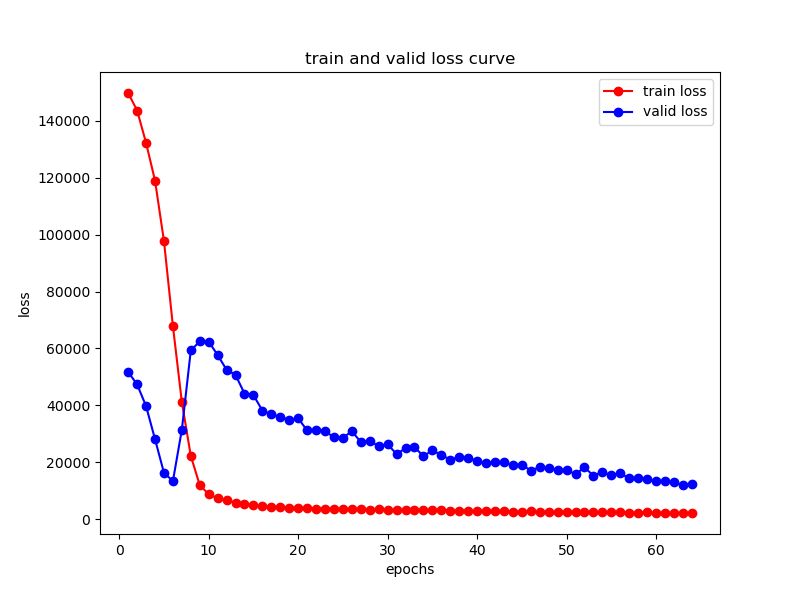 train and valid loss curve
train loss
valid loss
140000
120000
100000
80000
60000
40000
20000
0
loss
0 10 20 30 40 50 60
epochs